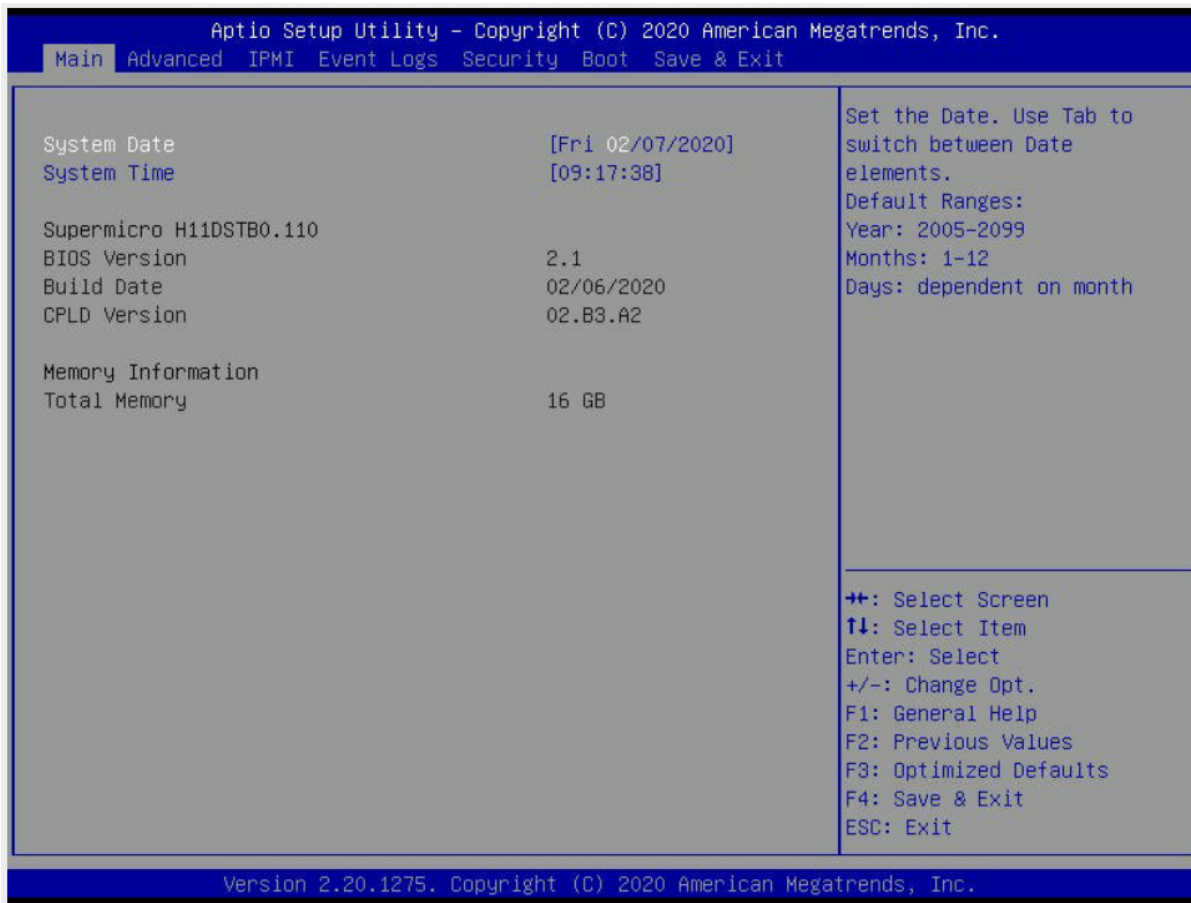 Aptio Setup Utility – Copyright (C) 2020 American Megatrends, Inc.
Main Advanced IPMI Event Logs Security Boot Save & Exit
System Date [Fri 02/07/2020]
System Time [09:17:38]
Supermicro H11DSTB0.110
BIOS Version 2.1
Build Date 02/06/2020
CPLD Version 02.B3.A2
Memory Information
Total Memory 16 GB
Set the Date. Use Tab to
switch between Date
elements.
Default Ranges:
Year: 2005-2099
Months: 1-12
Days: dependent on month
→←: Select Screen
↑↓: Select Item
Enter: Select
+/-: Change Opt.
F1: General Help
F2: Previous Values
F3: Optimized Defaults
F4: Save & Exit
ESC: Exit
Version 2.20.1275. Copyright (C) 2020 American Megatrends, Inc.